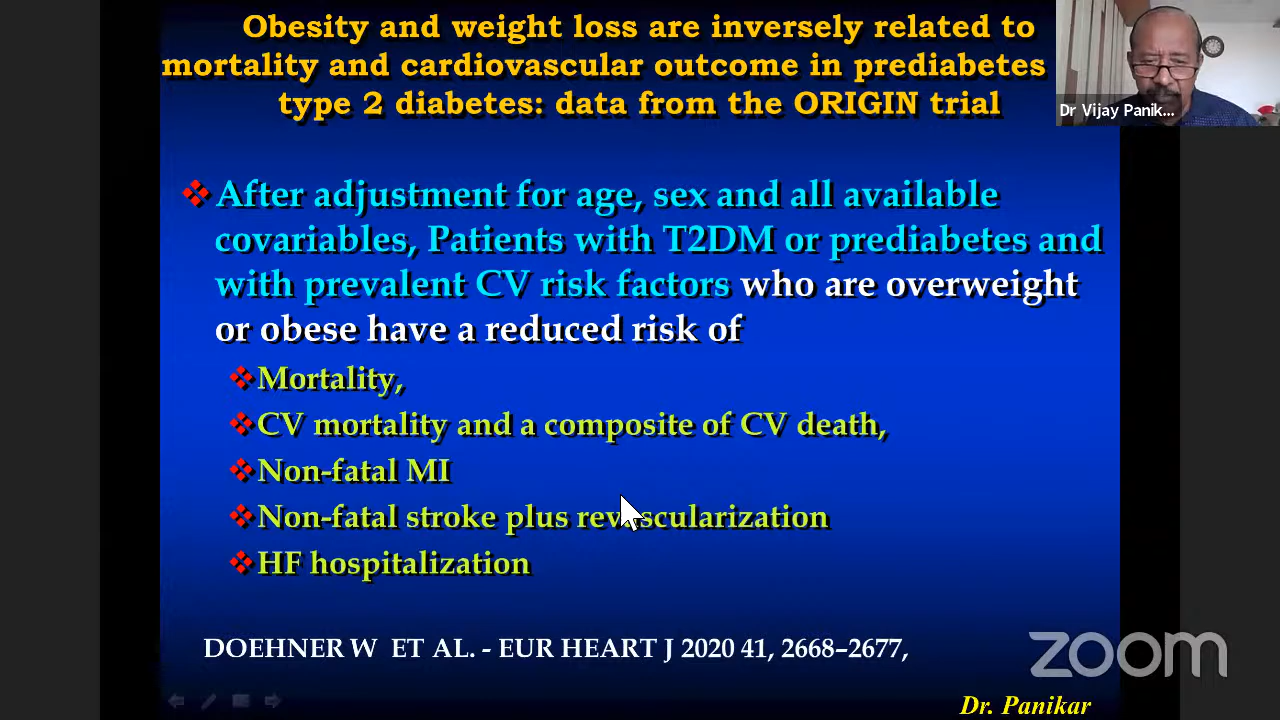 Obesity and weight loss are inversely related to
mortality and cardiovascular outcome in prediabetes
type 2 diabetes: data from the ORIGIN trial
Dr Vijay Panik...
After adjustment for age, sex and all available
covariables, Patients with T2DM or prediabetes and
with prevalent CV risk factors who are overweight
or obese have a reduced risk of
Mortality,
CV mortality and a composite of CV death,
Non-fatal MI
Non-fatal stroke plus revascularization
HF hospitalization
DOEHNER W ET AL. - EUR HEART J 2020 41, 2668–2677,
zoom
Dr. Panikar